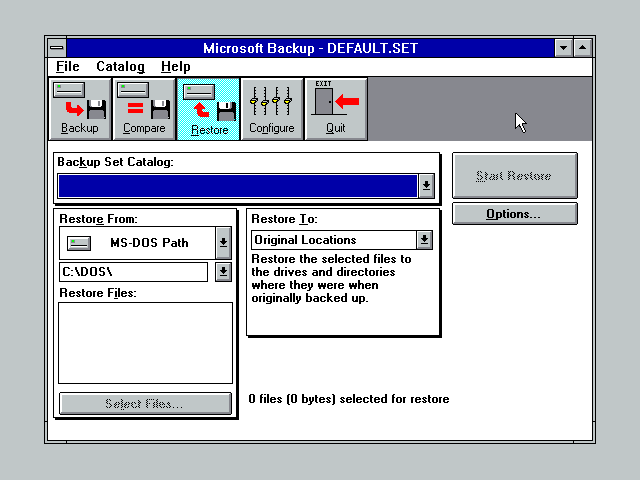 Microsoft Backup - DEFAULT.SET
File Catalog Help
Backup Compare Restore Configure EXIT Quit
Backup Set Catalog:
Start Restore
Options...
Restore From:
MS-DOS Path
C:\DOS\
Restore Files:
Select Files...
Restore To:
Original Locations
Restore the selected files to
the drives and directories
where they were when
originally backed up.
0 files (0 bytes) selected for restore